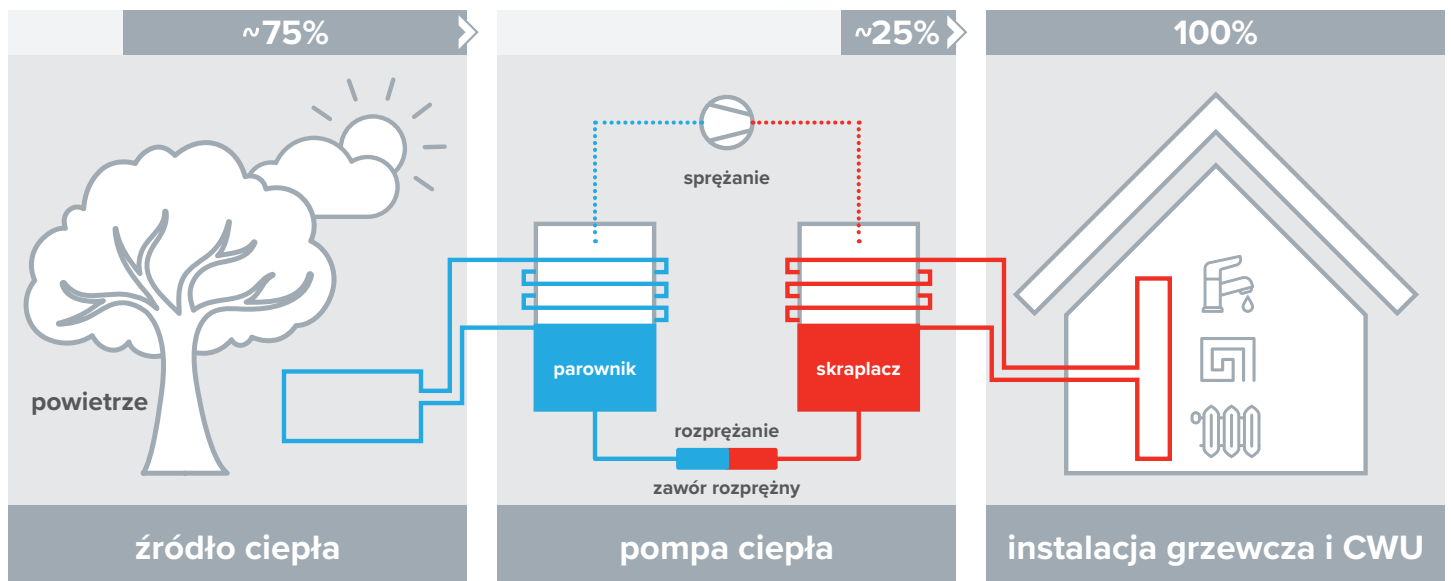 ~75%
~25%
100%
sprężanie
powietrze
parownik
skraplacz
rozprężanie
zawór rozprężny
źródło ciepła
pompa ciepła
instalacja grzewcza i CWU